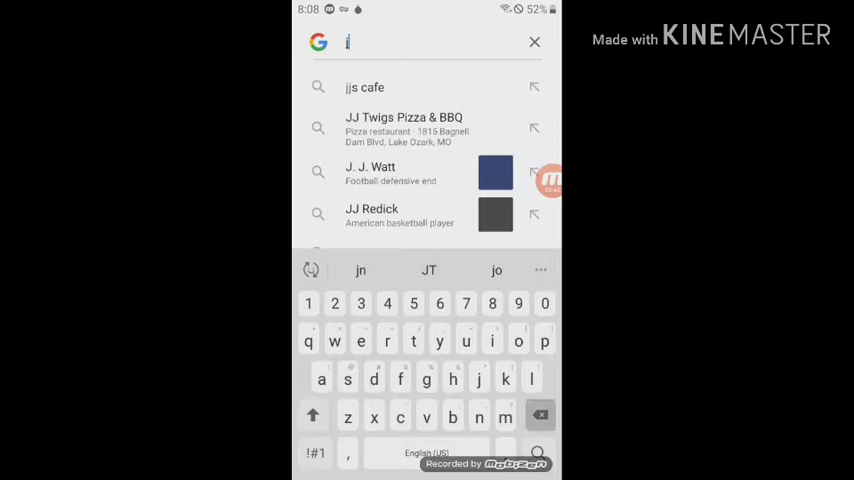 8:08 52%
Made with KINEMASTER
j
jjs cafe
JJ Twigs Pizza & BBQ
Pizza restaurant · 1815 Bagnell
Dam Blvd, Lake Ozark, MO
J. J. Watt
Football defensive end
JJ Redick
American basketball player
jn JT jo
1 2 3 4 5 6 7 8 9 0
q w e r t y u i o p
a s d f g h j k l
z x c v b n m
!#1 , English (US) .
Recorded by mobizen